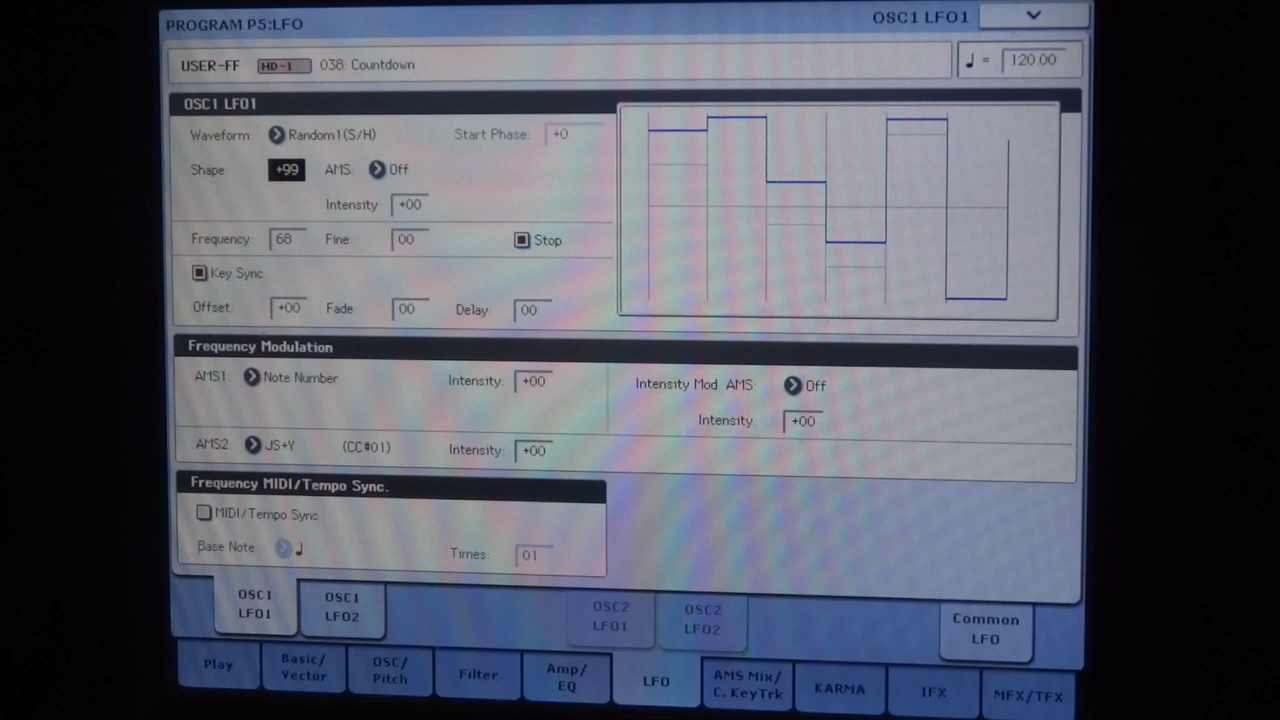 PROGRAM P5:LFO
OSC1 LFO1
USER-FF HD-1 038: Countdown
♩ = 120.00
OSC1 LFO1
Waveform: Random1(S/H) Start Phase: +0
Shape: +99 AMS: Off
Intensity: +00
Frequency: 68 Fine: 00 Stop
Key Sync.
Offset: +00 Fade: 00 Delay: 00
Frequency Modulation
AMS1: Note Number Intensity: +00 Intensity Mod. AMS: Off
Intensity: +00
AMS2: JS+Y (CC#01) Intensity: +00
Frequency MIDI/Tempo Sync.
MIDI/Tempo Sync
Base Note: ♩ Times: 01
OSC1 LFO1
OSC1 LFO2
OSC2 LFO1
OSC2 LFO2
Common LFO
Play
Basic/ Vector
OSC/ Pitch
Filter
Amp/ EQ
LFO
AMS Mix/ C. KeyTrk
KARMA
IFX
MFX/TFX